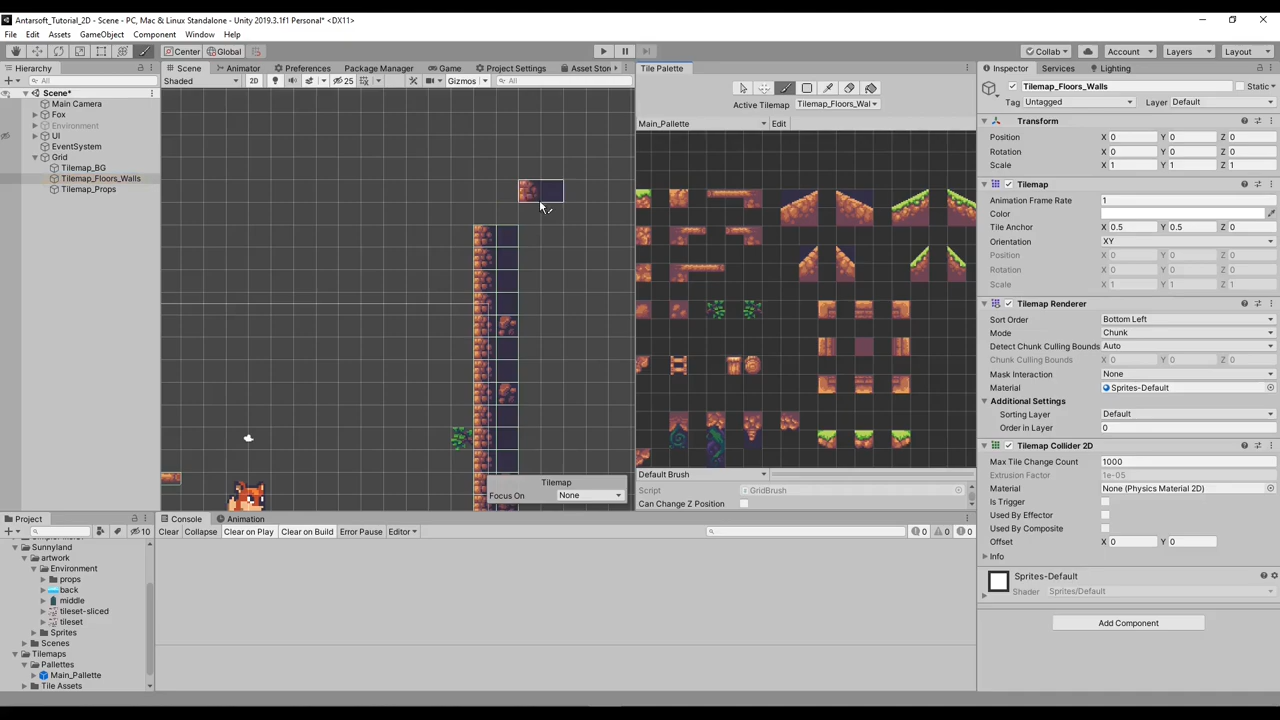 Antarsoft_Tutorial_2D - Scene - PC, Mac & Linux Standalone - Unity 2019.3.1f1 Personal* <DX11>
File Edit Assets GameObject Component Window Help
Center Global Collab Account Layers Layout
Hierarchy Scene Animator Preferences Package Manager Game Project Settings Asset Stor Tile Palette Inspector Services Lighting
All Shaded 2D 25 Gizmos All
Tilemap_Floors_Walls Static
Scene*
Main Camera
Fox
Environment
UI
EventSystem
Grid
Tilemap_BG
Tilemap_Floors_Walls
Tilemap_Props
Active Tilemap Tilemap_Floors_Wal
Main_Pallette Edit
Tag Untagged Layer Default
Transform
Position X 0 Y 0 Z 0
Rotation X 0 Y 0 Z 0
Scale X 1 Y 1 Z 1
Tilemap
Animation Frame Rate 1
Color
Tile Anchor X 0.5 Y 0.5 Z 0
Orientation XY
Position X 0 Y 0 Z 0
Rotation X 0 Y 0 Z 0
Scale X 1 Y 1 Z 1
Tilemap Renderer
Sort Order Bottom Left
Mode Chunk
Detect Chunk Culling Bounds Auto
Chunk Culling Bounds X 0 Y 0 Z 0
Mask Interaction None
Material Sprites-Default
Additional Settings
Sorting Layer Default
Order in Layer 0
Tilemap Collider 2D
Max Tile Change Count 1000
Extrusion Factor 1e-05
Material None (Physics Material 2D)
Is Trigger
Used By Effector
Used By Composite
Offset X 0 Y 0
Info
Sprites-Default
Shader Sprites/Default
Add Component
Tilemap
Focus On None
Default Brush
Script GridBrush
Can Change Z Position
Project Console Animation
10 Clear Collapse Clear on Play Clear on Build Error Pause Editor 0 0 0
Sunnyland
artwork
Environment
props
back
middle
tileset-sliced
tileset
Sprites
Scenes
Tilemaps
Pallettes
Main_Pallette
Tile Assets